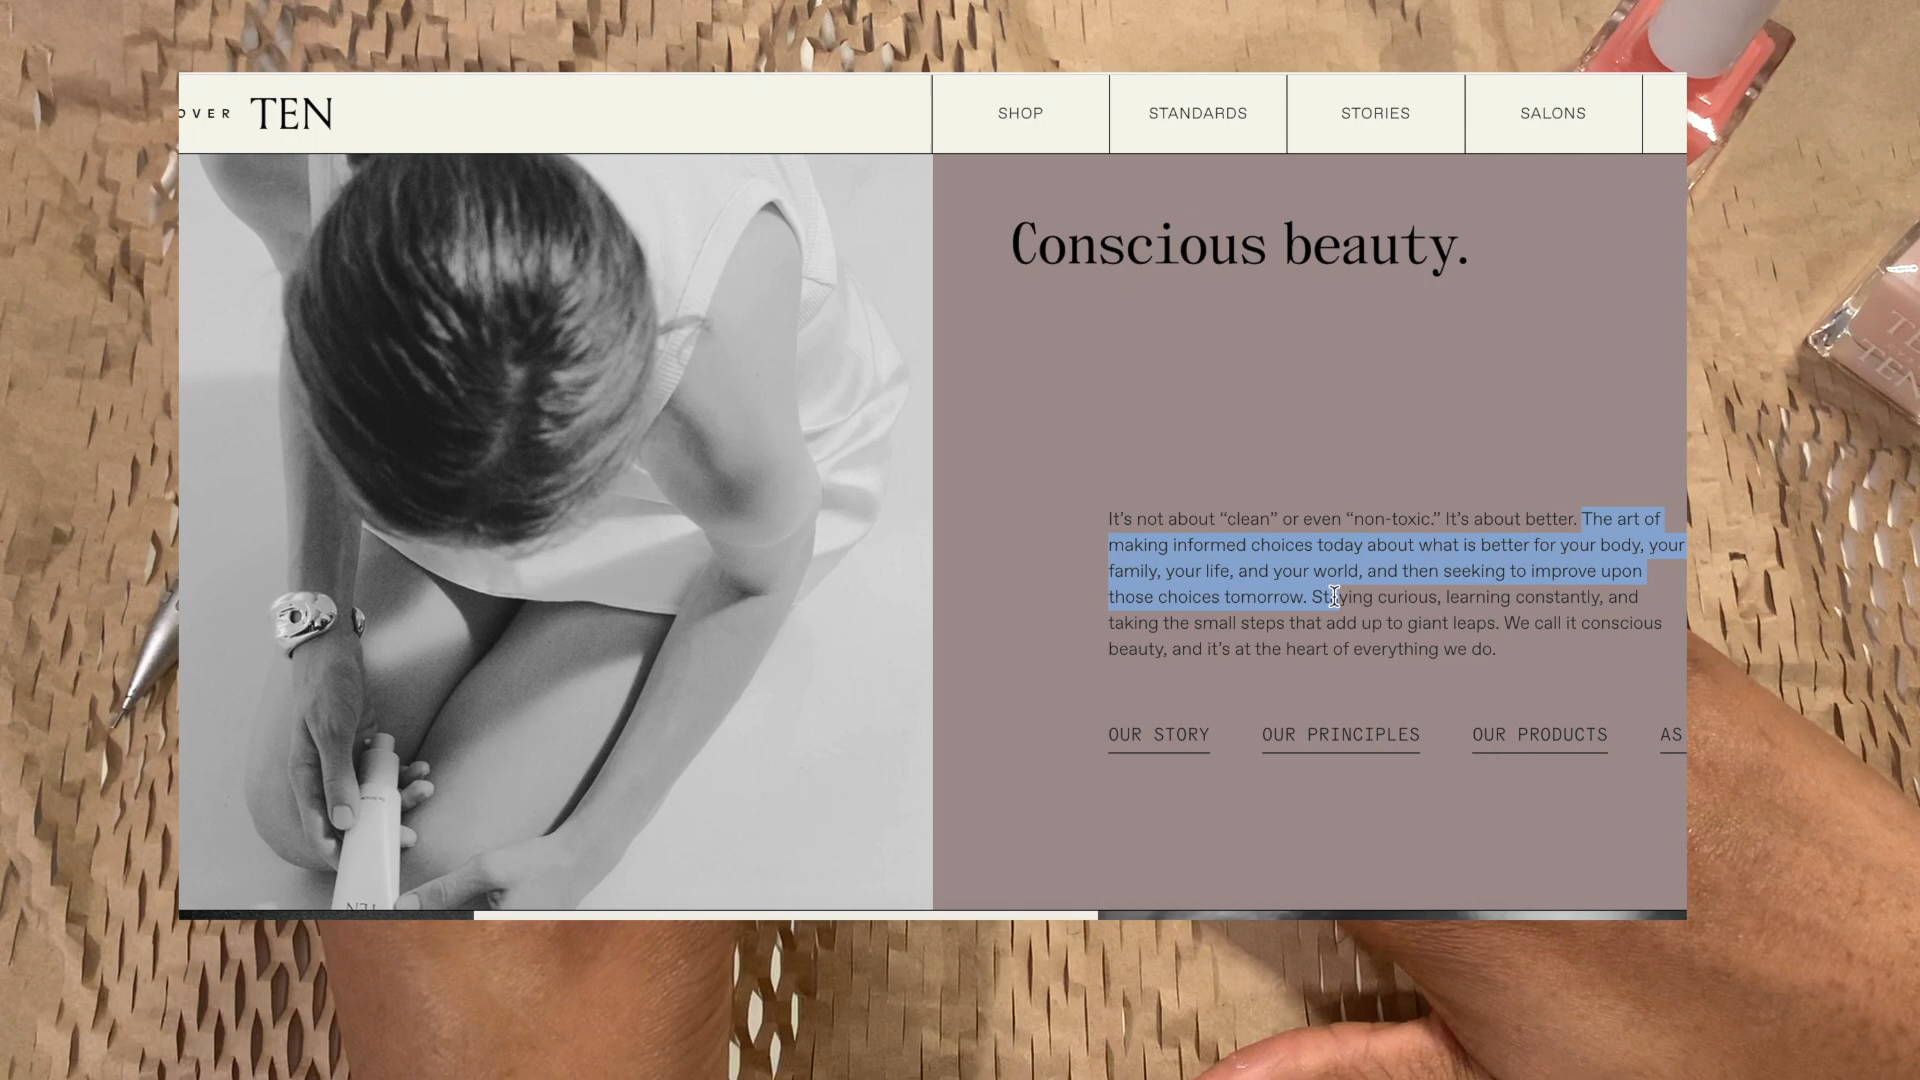 OVER TEN
SHOP
STANDARDS
STORIES
SALONS
Conscious beauty.
It’s not about “clean” or even “non-toxic.” It’s about better. The art of
making informed choices today about what is better for your body, your
family, your life, and your world, and then seeking to improve upon
those choices tomorrow. Staying curious, learning constantly, and
taking the small steps that add up to giant leaps. We call it conscious
beauty, and it’s at the heart of everything we do.
OUR STORY
OUR PRINCIPLES
OUR PRODUCTS
AS
TEN
TEN